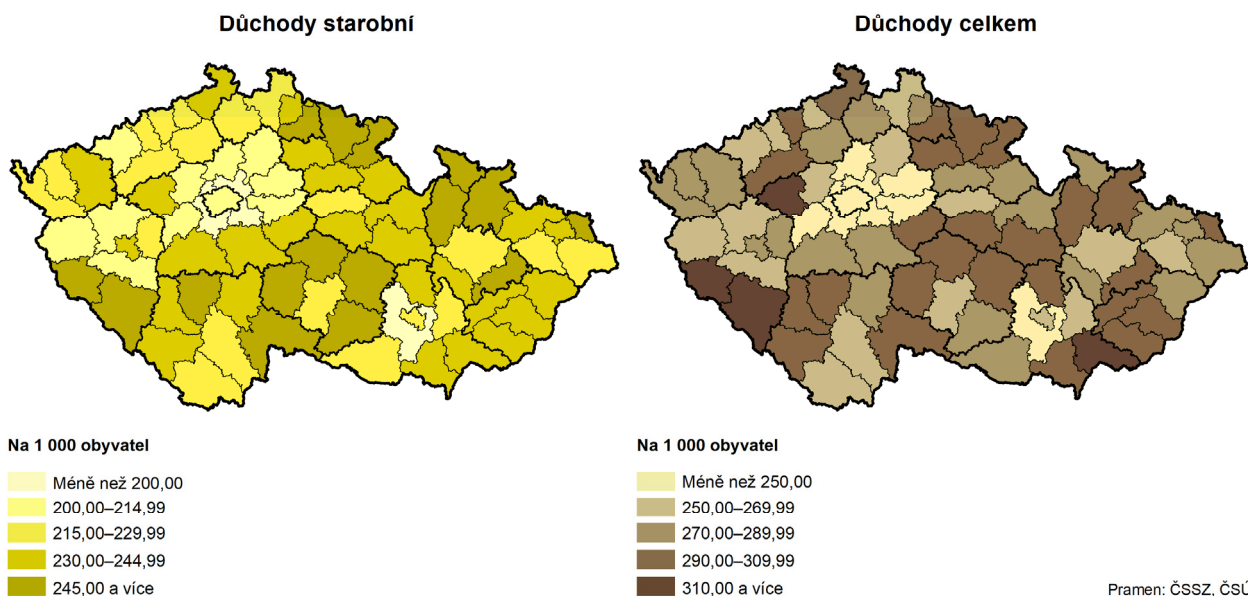 Důchody starobní
Důchody celkem
Na 1 000 obyvatel
Méně než 200,00
200,00–214,99
215,00–229,99
230,00–244,99
245,00 a více
Na 1 000 obyvatel
Méně než 250,00
250,00–269,99
270,00–289,99
290,00–309,99
310,00 a více
Pramen: ČSSZ, ČSÚ